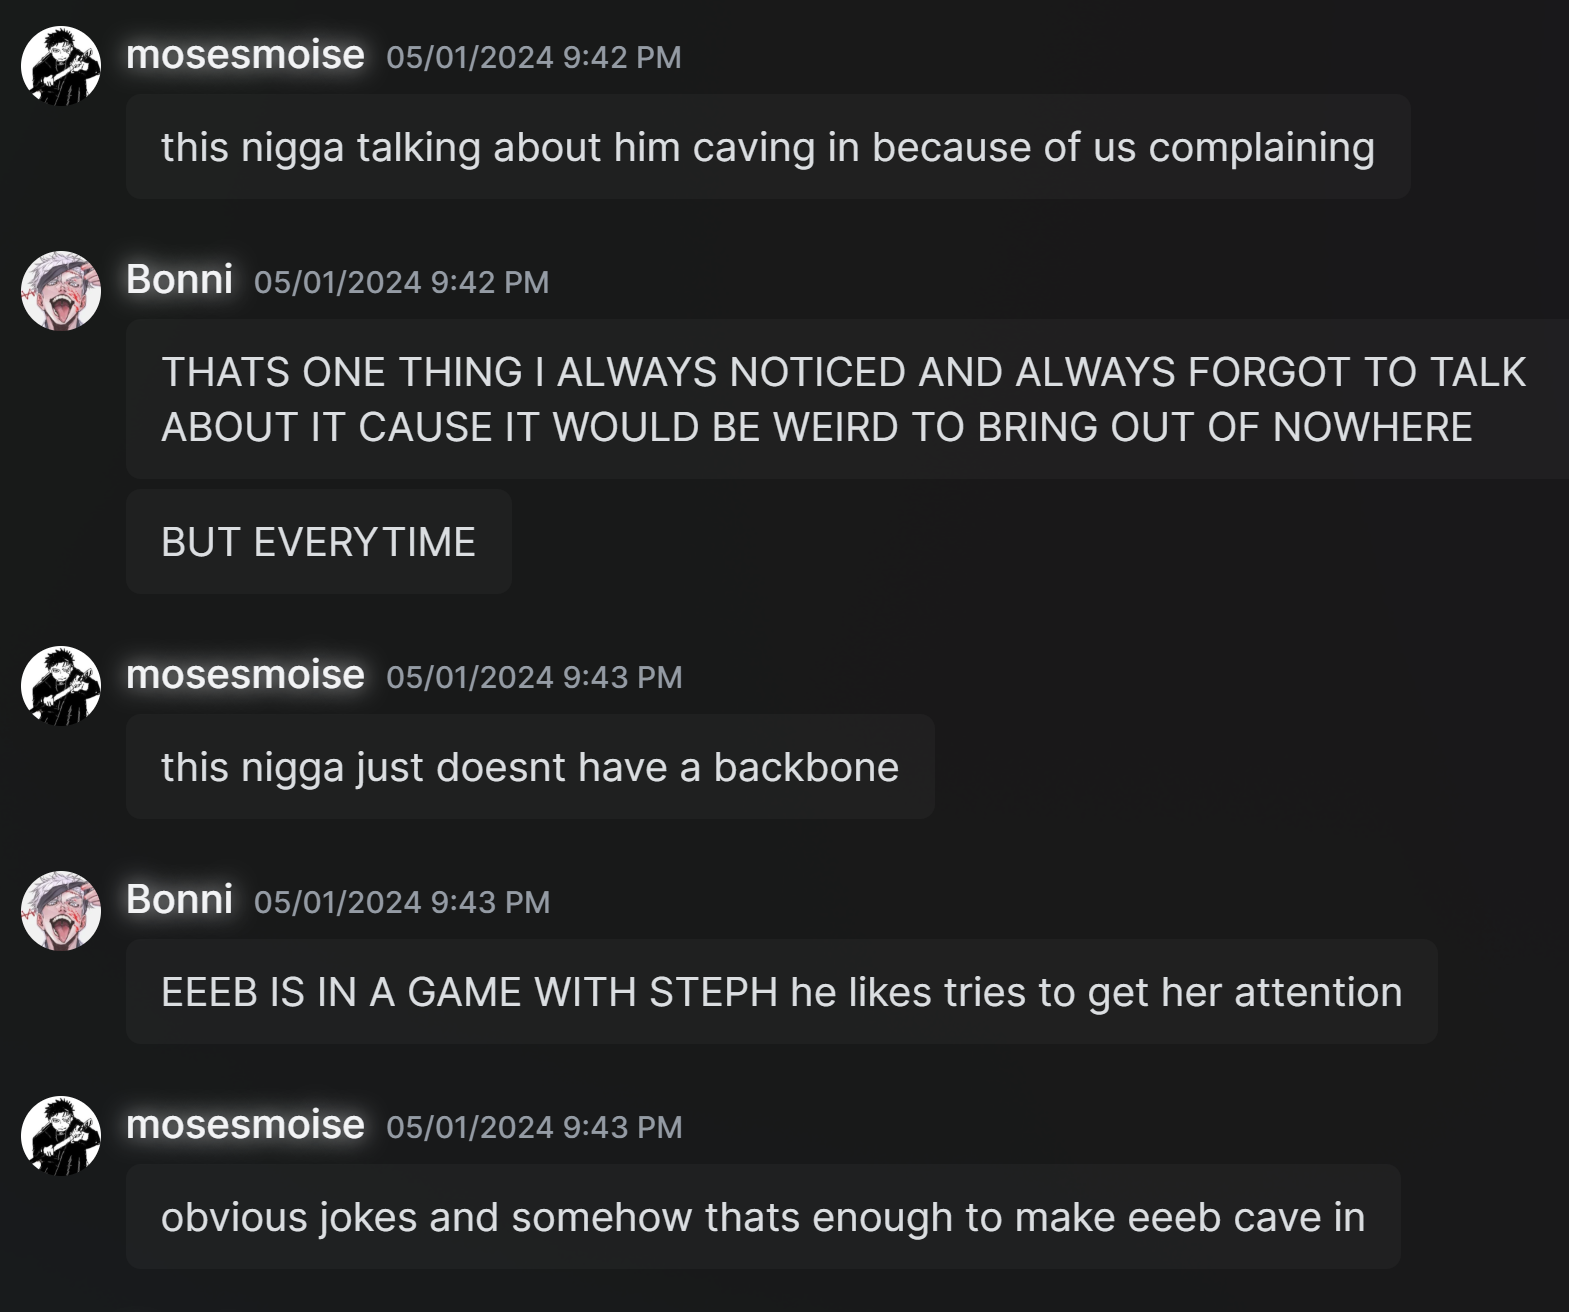 mosesmoise 05/01/2024 9:42 PM
this nigga talking about him caving in because of us complaining
Bonni 05/01/2024 9:42 PM
THATS ONE THING I ALWAYS NOTICED AND ALWAYS FORGOT TO TALK
ABOUT IT CAUSE IT WOULD BE WEIRD TO BRING OUT OF NOWHERE
BUT EVERYTIME
mosesmoise 05/01/2024 9:43 PM
this nigga just doesnt have a backbone
Bonni 05/01/2024 9:43 PM
EEEB IS IN A GAME WITH STEPH he likes tries to get her attention
mosesmoise 05/01/2024 9:43 PM
obvious jokes and somehow thats enough to make eeeb cave in